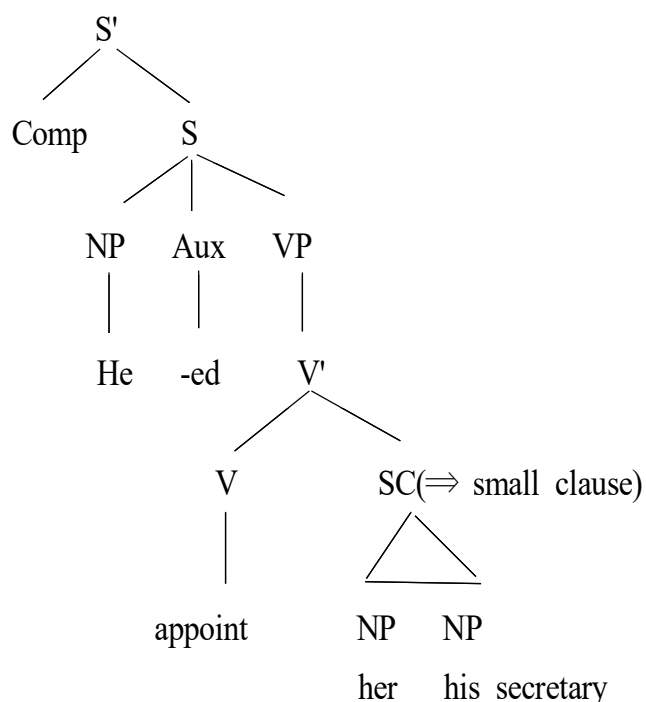 S'
Comp S
NP Aux VP
He -ed V'
V SC(⇒ small clause)
appoint NP NP
her his secretary